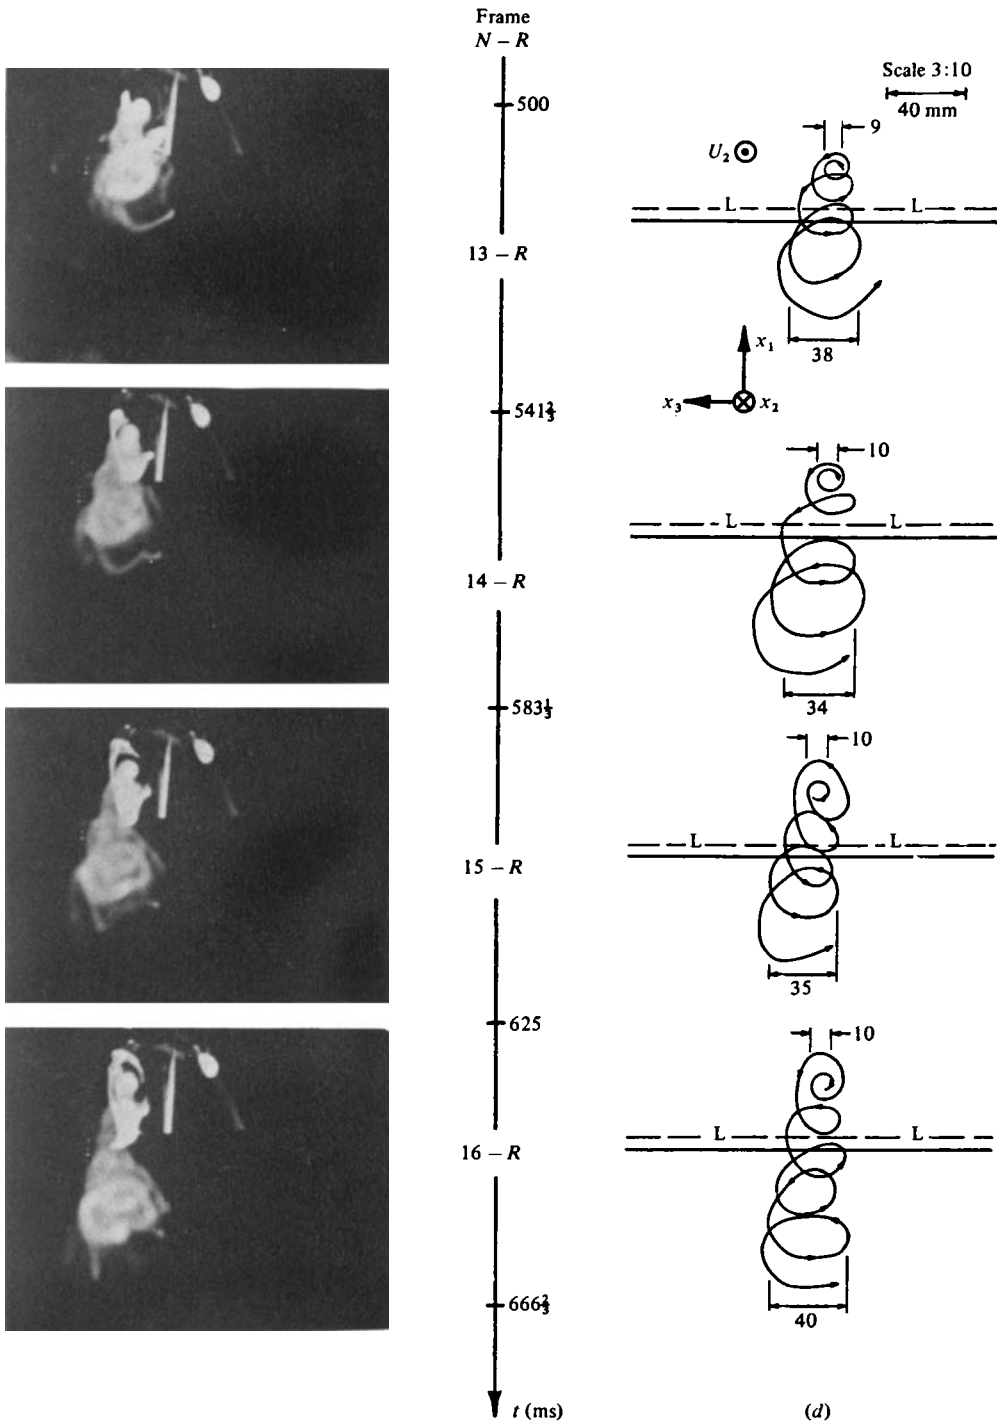 Frame
N – R
500
13 – R
541⅔
14 – R
583⅓
15 – R
625
16 – R
666⅔
t (ms)
Scale 3:10
40 mm
9
U₂
L L
38
x₁
x₃ x₂
10
L L
34
10
L L
35
10
L L
40
(d)